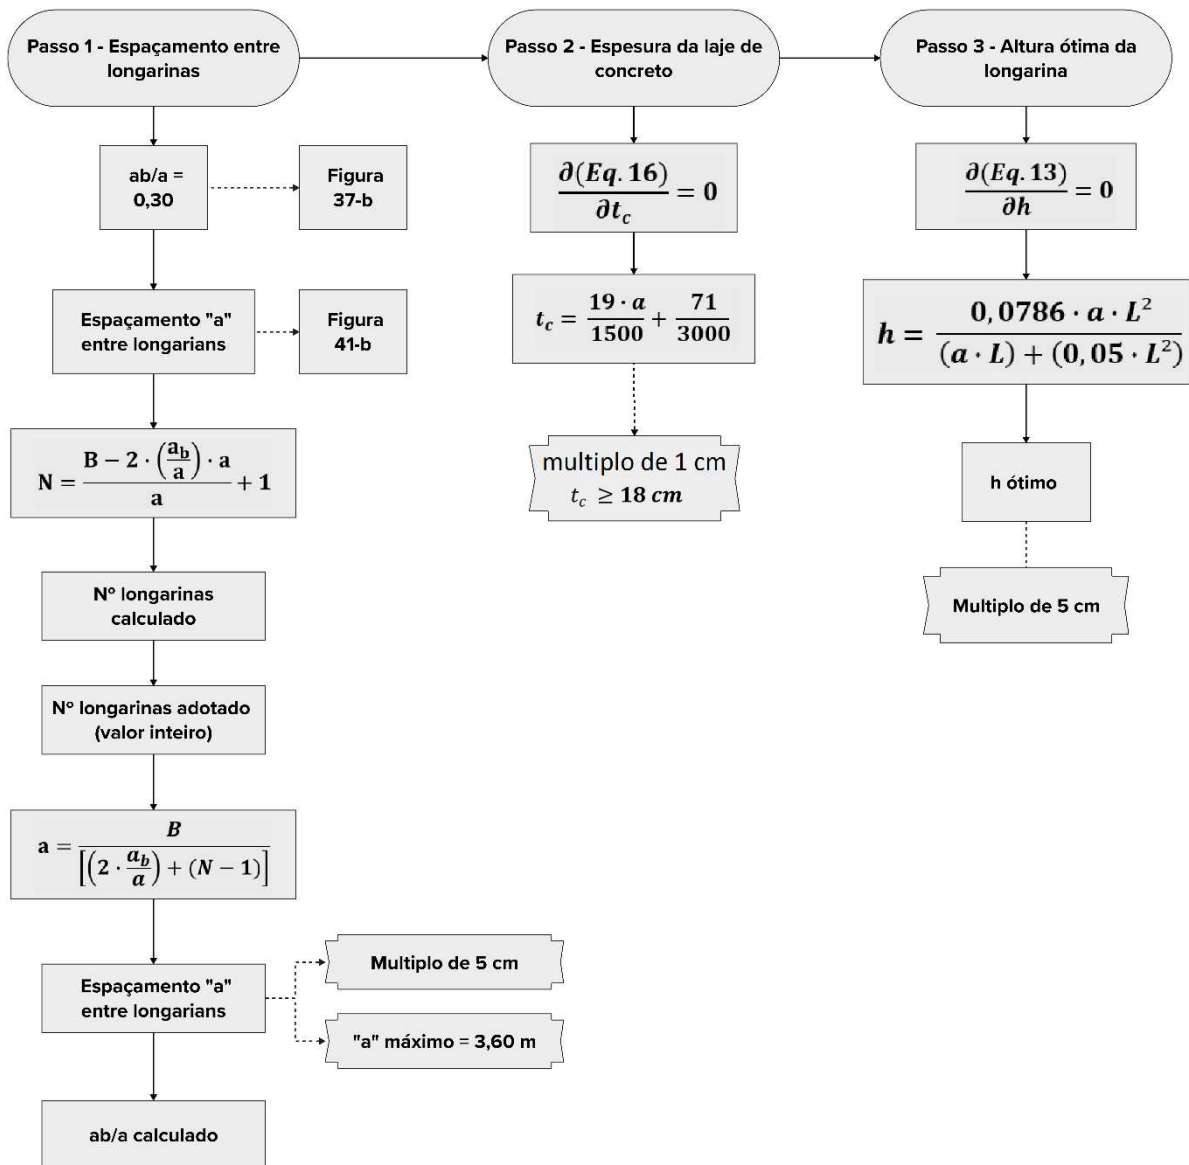 Passo 1 - Espaçamento entre
longarinas
Passo 2 - Espesura da laje de
concreto
Passo 3 - Altura ótima da
longarina
ab/a =
0,30
Figura
37-b
Espaçamento "a"
entre longarians
Figura
41-b
N = (B − 2 · (a_b/a) · a)/a + 1
Nº longarinas
calculado
Nº longarinas adotado
(valor inteiro)
a = B/[(2 · a_b/a) + (N − 1)]
Espaçamento "a"
entre longarians
Multiplo de 5 cm
"a" máximo = 3,60 m
ab/a calculado
∂(Eq. 16)/∂t_c = 0
t_c = 19 · a/1500 + 71/3000
multiplo de 1 cm
t_c ≥ 18 cm
∂(Eq. 13)/∂h = 0
h = 0,0786 · a · L²/((a · L) + (0,05 · L²))
h ótimo
Multiplo de 5 cm